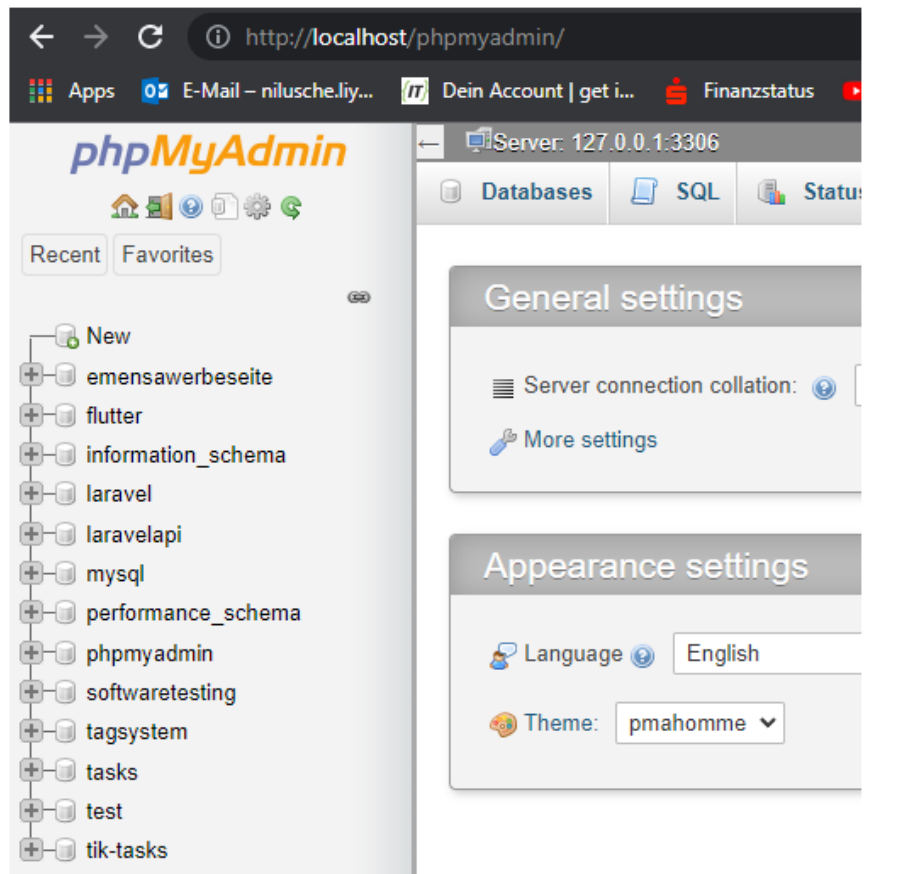 http://localhost/phpmyadmin/
Apps E-Mail – nilusche.liy... {IT} Dein Account | get i... Finanzstatus
phpMyAdmin
Recent Favorites
New
emensawerbeseite
flutter
information_schema
laravel
laravelapi
mysql
performance_schema
phpmyadmin
softwaretesting
tagsystem
tasks
test
tik-tasks
Server: 127.0.0.1:3306
Databases SQL Statu
General settings
Server connection collation:
More settings
Appearance settings
Language English
Theme: pmahomme